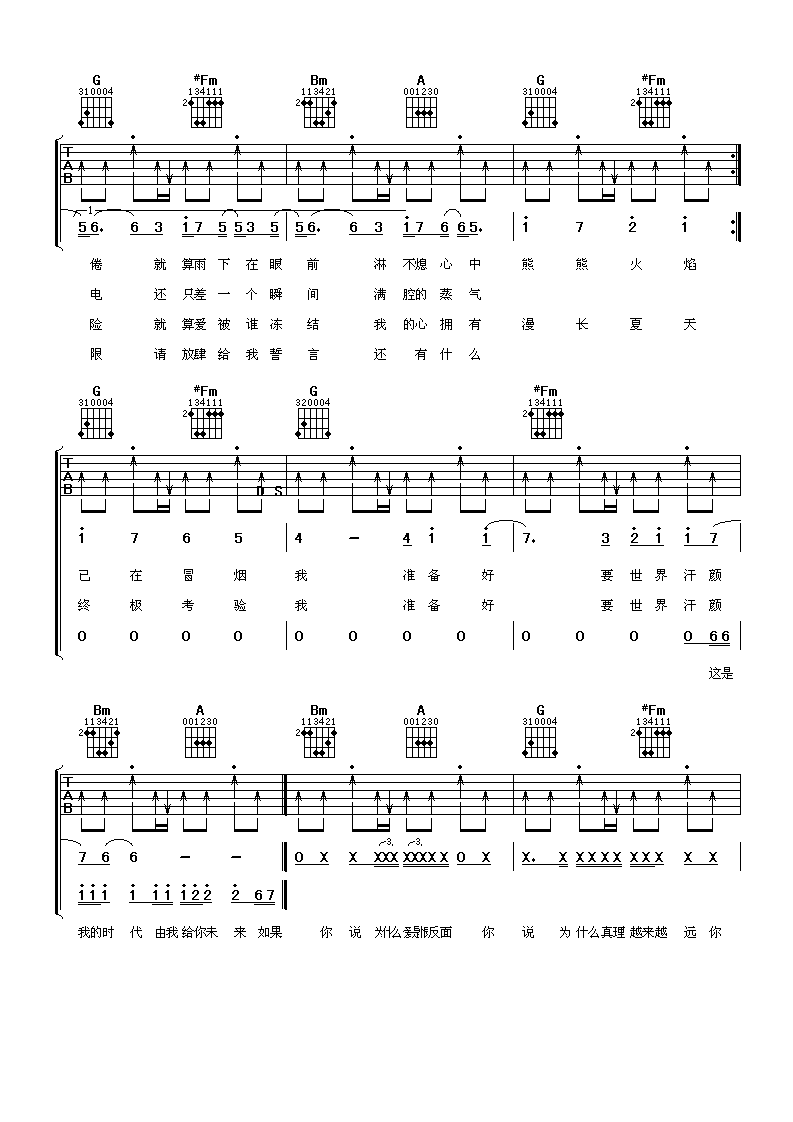 G #Fm Bm A G #Fm
310004 134111 113421 001230 310004 134111
2 2 2
T
A
B
1
5 6. 6 3 1 7 5 5 3 5 5 6. 6 3 1 7 6 6 5. 1 7 2 1
倦 就 算雨 下 在 眼 前 淋 不熄 心 中 熊 熊 火 焰
电 还 只差 一 个 瞬 间 满 腔的 蒸 气
险 就 算爱 被 谁 冻 结 我 的心 拥 有 漫 长 夏 天
限 请 放肆 给 我 誓 言 还 有 什么
G #Fm G #Fm
310004 134111 320004 134111
2 2
T
A
B
D S
1 7 6 5 4 - 4 1 1 7. 3 2 1 1 7
已 在 冒 烟 我 准 备 好 要 世 界 汗 颜
终 极 考 验 我 准 备 好 要 世 界 汗 颜
0 0 0 0 0 0 0 0 0 0 0 0 6 6
这是
Bm A Bm A G #Fm
113421 001230 113421 001230 310004 134111
2 2 2
T
A
B
3 3
7 6 6 - - 0 X X XXX XXXXX 0 X X. X XXXX XXX X X
1 1 1 1 1 1 1 2 2 2 6 7
我的时 代 由我 给你未 来 如果 你 说 为什么爱是 反面 你 说 为 什么真理 越来越 远 你